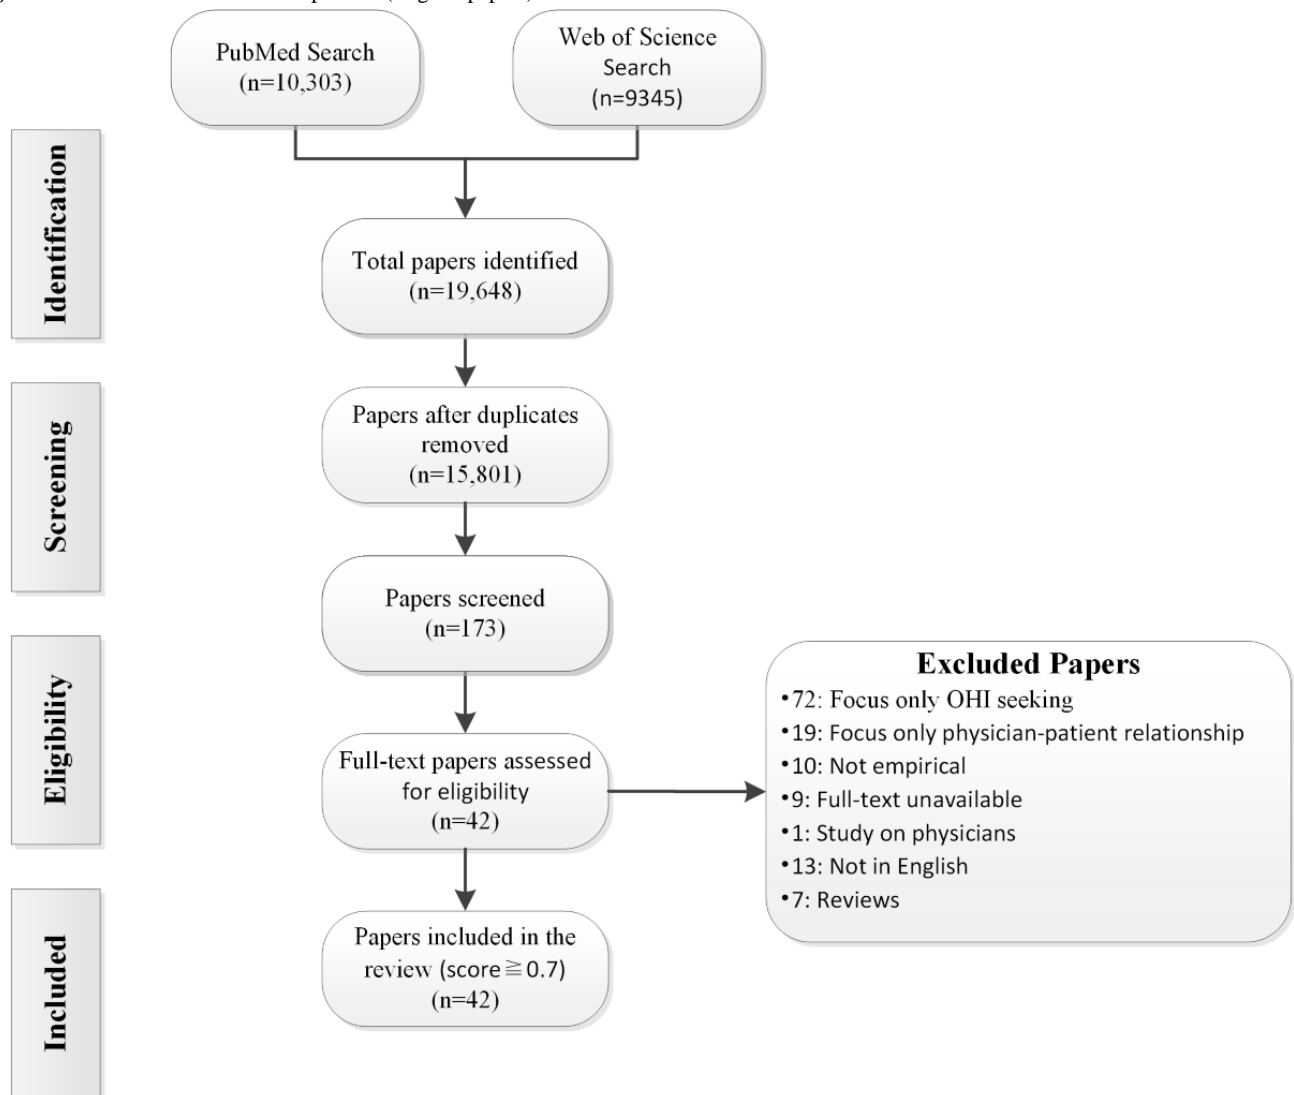 PubMed Search
(n=10,303)
Web of Science
Search
(n=9345)
Identification
Total papers identified
(n=19,648)
Screening
Papers after duplicates
removed
(n=15,801)
Papers screened
(n=173)
Eligibility
Full-text papers assessed
for eligibility
(n=42)
Excluded Papers
•72: Focus only OHI seeking
•19: Focus only physician-patient relationship
•10: Not empirical
•9: Full-text unavailable
•1: Study on physicians
•13: Not in English
•7: Reviews
Included
Papers included in the
review (score≧0.7)
(n=42)